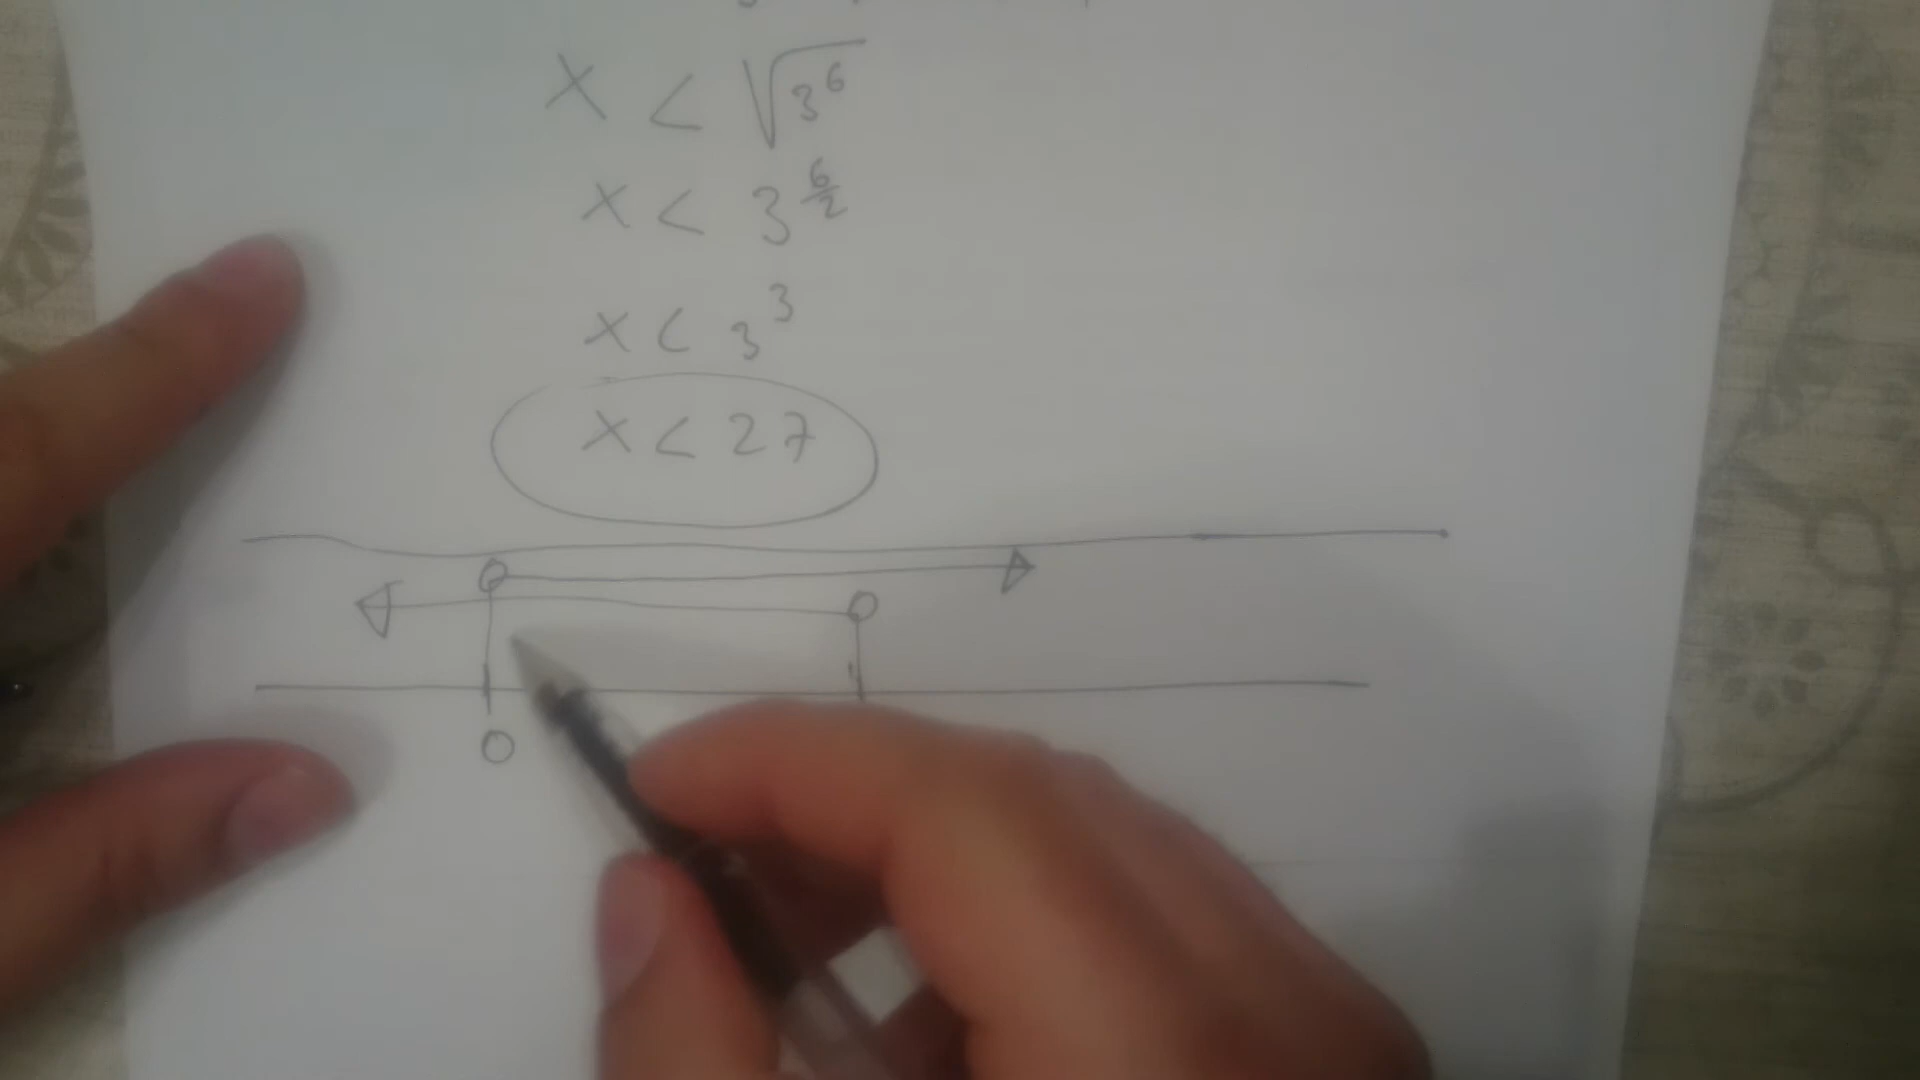 x < √3⁶
x < 3^(6/2)
x < 3³
x < 27
0